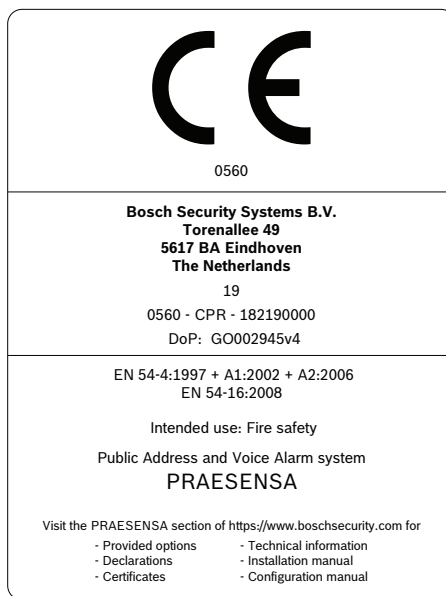 CE
0560
Bosch Security Systems B.V.
Torenallee 49
5617 BA Eindhoven
The Netherlands
19
0560 - CPR - 182190000
DoP: GO002945v4
EN 54-4:1997 + A1:2002 + A2:2006
EN 54-16:2008
Intended use: Fire safety
Public Address and Voice Alarm system
PRAESENSA
Visit the PRAESENSA section of https://www.boschsecurity.com for
- Provided options - Technical information
- Declarations - Installation manual
- Certificates - Configuration manual